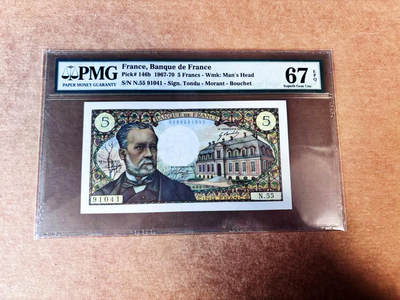 PMG
PAPER MONEY GUARANTY
France, Banque de France
Pick# 146b 1967-70 5 Francs - Wmk: Man's Head
S/N N.55 91041 - Sign. Tondu - Morant - Bouchet
67 EPQ
Superb Gem Unc
5
BANQUE DE FRANCE
5
91041
N.55